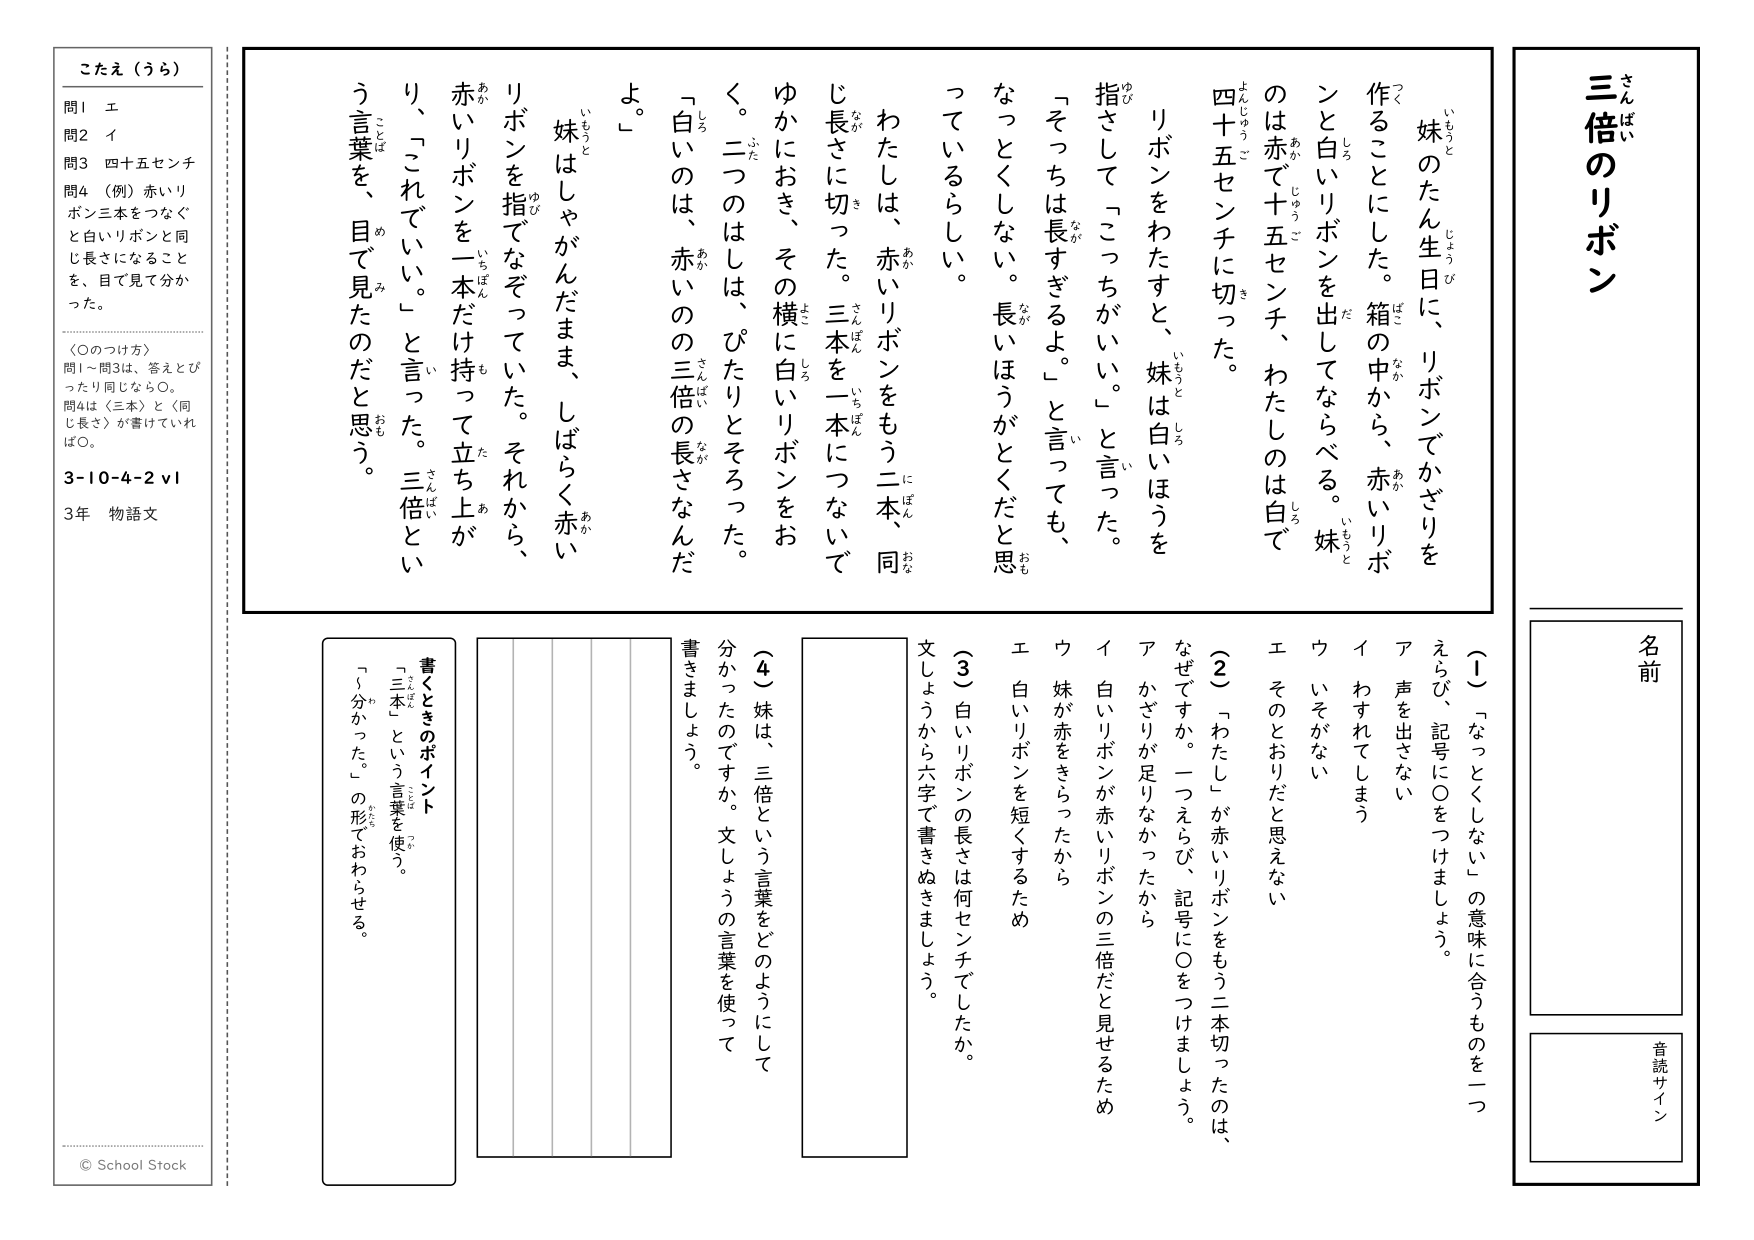 三倍のリボン
さんばい
名前
音読サイン
妹のたん生日に、リボンでかざりを
作ることにした。箱の中から、赤いリボ
ンと白いリボンを出してならべる。妹
のは赤で十五センチ、わたしのは白で
四十五センチに切った。
リボンをわたすと、妹は白いほうを
指さして「こっちがいい。」と言った。
「そっちは長すぎるよ。」と言っても、
なっとくしない。長いほうがとくだと思
っているらしい。
わたしは、赤いリボンをもう二本、同
じ長さに切った。三本を一本につないで
ゆかにおき、その横に白いリボンをお
く。二つのはしは、ぴたりとそろった。
「白いのは、赤いのの三倍の長さなんだ
よ。」
妹はしゃがんだまま、しばらく赤い
リボンを指でなぞっていた。それから、
赤いリボンを一本だけ持って立ち上が
り、「これでいい。」と言った。三倍とい
う言葉を、目で見たのだと思う。
(1)「なっとくしない」の意味に合うものを一つ
えらび、記号に〇をつけましょう。
ア 声を出さない
イ わすれてしまう
ウ いそがない
エ そのとおりだと思えない
(2)「わたし」が赤いリボンをもう二本切ったのは、
なぜですか。一つえらび、記号に〇をつけましょう。
ア かざりが足りなかったから
イ 白いリボンが赤いリボンの三倍だと見せるため
ウ 妹が赤をきらったから
エ 白いリボンを短くするため
(3)白いリボンの長さは何センチでしたか。
文しょうから六字で書きぬきましょう。
(4)妹は、三倍という言葉をどのようにして
分かったのですか。文しょうの言葉を使って
書きましょう。
書くときのポイント
「三本」という言葉を使う。
「～分かった。」の形でおわらせる。
こたえ（うら）
問1 エ
問2 イ
問3 四十五センチ
問4 （例）赤いリ
ボン三本をつなぐ
と白いリボンと同
じ長さになること
を、目で見て分か
った。
〈〇のつけ方〉
問1～問3は、答えとぴ
ったり同じなら〇。
問4は〈三本〉と〈同
じ長さ〉が書けていれ
ば〇。
3-10-4-2 v1
3年 物語文
© School Stock